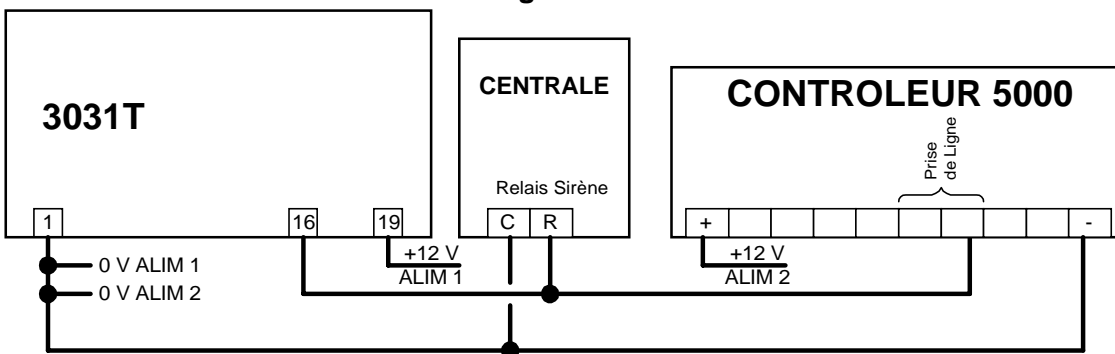 3031T
CENTRALE
CONTROLEUR 5000
Prise
de Ligne
Relais Sirène
1
16
19
C R
+
-
+12 V
ALIM 1
+12 V
ALIM 2
0 V ALIM 1
0 V ALIM 2